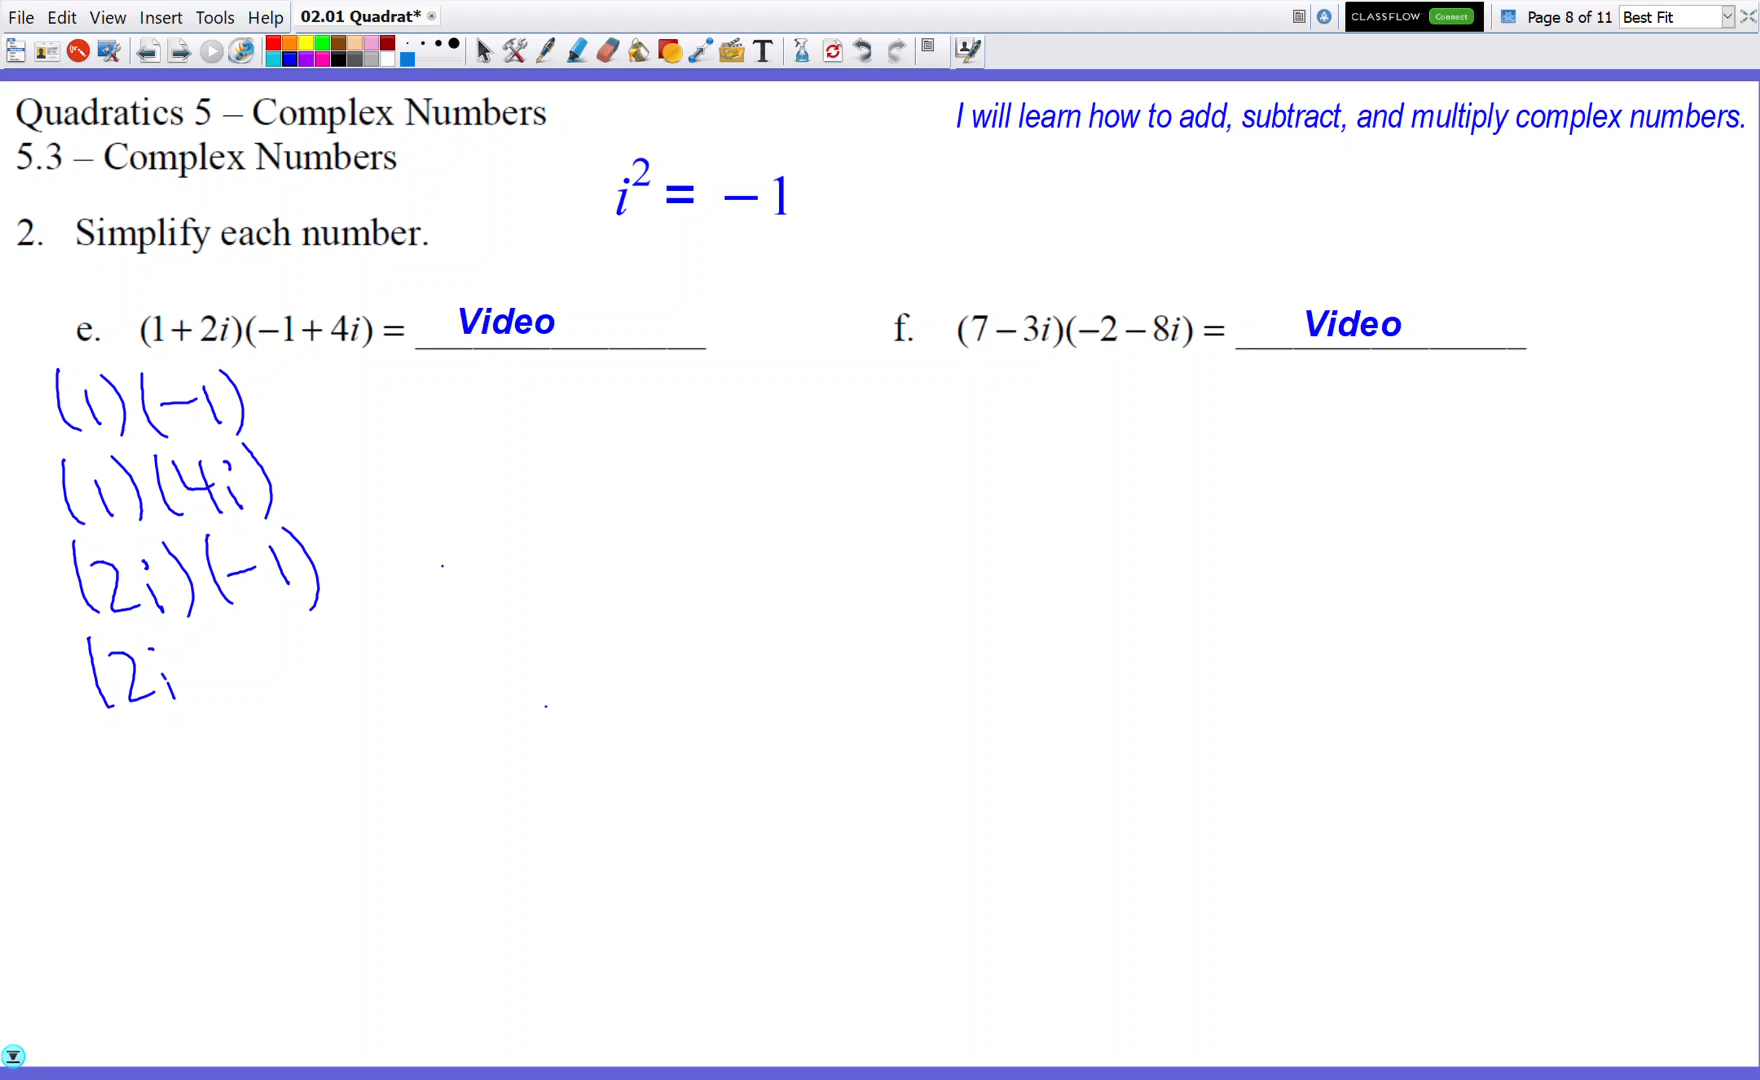 File Edit View Insert Tools Help 02.01 Quadrat* CLASSFLOW Connect Page 8 of 11 Best Fit
T
Quadratics 5 – Complex Numbers
I will learn how to add, subtract, and multiply complex numbers.
5.3 – Complex Numbers
i² = −1
2. Simplify each number.
e. (1 + 2i)(−1 + 4i) = Video
f. (7 − 3i)(−2 − 8i) = Video
(1)(−1)
(1)(4i)
(2i)(−1)
(2i